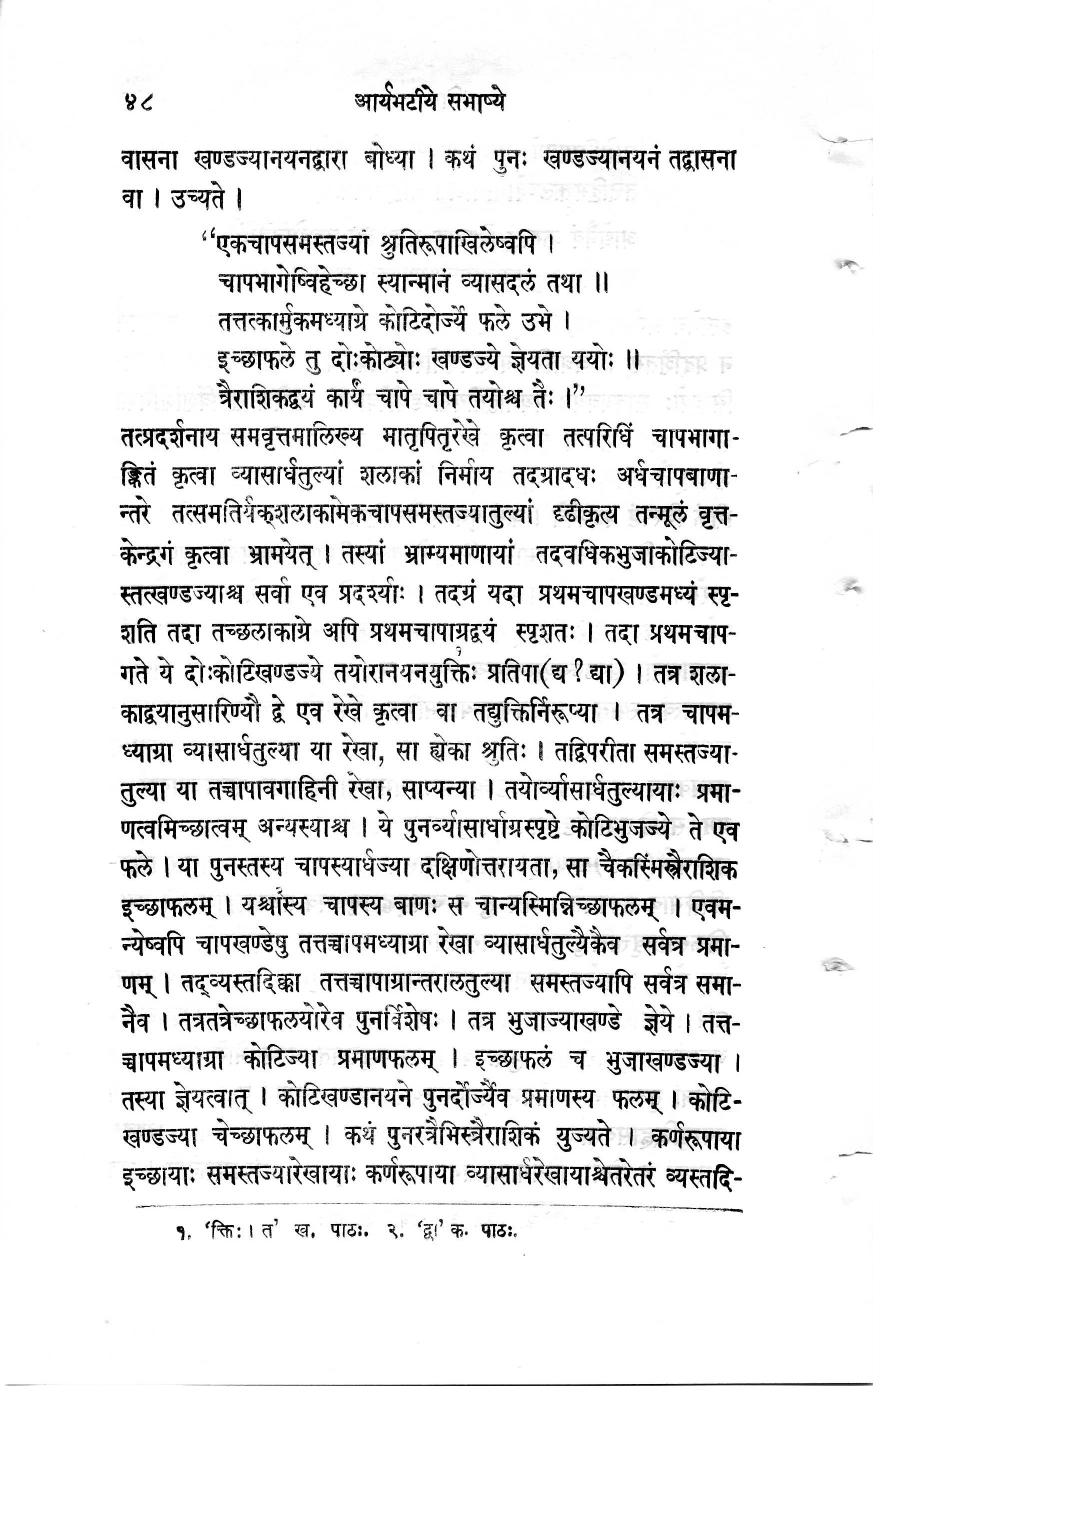 ४८ आर्यभटीये सभाष्ये
वासना खण्डज्यानयनद्वारा बोध्या । कथं पुनः खण्डज्यानयनं तद्वासना
वा । उच्यते ।
“एकचापसमस्तज्यां श्रुतिरूपाखिलेष्वपि ।
चापभागेष्विहेच्छा स्यान्मानं व्यासदलं तथा ॥
तत्तत्कार्मुकमध्याग्रे कोटिदोर्ज्ये फले उभे ।
इच्छाफले तु दोःकोट्योः खण्डज्ये ज्ञेयता ययोः ॥
त्रैराशिकद्वयं कार्यं चापे चापे तयोश्च तैः ।”
तत्प्रदर्शनाय समवृत्तमालिख्य मातृपितृरेखे कृत्वा तत्परिधिं चापभागा-
ङ्कितं कृत्वा व्यासार्धतुल्यां शलाकां निर्माय तदग्रादधः अर्धचापबाणा-
न्तरे तत्समतिर्यक्शलाकामेकचापसमस्तज्यातुल्यां दृढीकृत्य तन्मूलं वृत्त-
केन्द्रगं कृत्वा भ्रामयेत् । तस्यां भ्राम्यमाणायां तदवधिकभुजाकोटिज्या-
स्तत्खण्डज्याश्च सर्वा एव प्रदर्श्याः । तदग्रं यदा प्रथमचापखण्डमध्यं स्पृ-
शति तदा तच्छलाकाग्रे अपि प्रथमचापाग्रद्वयं स्पृशतः । तदा प्रथमचाप-
गते ये दोःकोटिखण्डज्ये तयोरानयनयुक्तिः प्रतिपा(द्य ? द्या) । तत्र शला-
काद्वयानुसारिण्यौ द्वे एव रेखे कृत्वा वा तद्युक्तिर्निरूप्या । तत्र चापम-
ध्याग्रा व्यासार्धतुल्या या रेखा, सा ह्येका श्रुतिः । तद्विपरीता समस्तज्या-
तुल्या या तच्चापावगाहिनी रेखा, साप्यन्या । तयोर्व्यासार्धतुल्यायाः प्रमा-
णत्वमिच्छात्वम् अन्यस्याश्च । ये पुनर्व्यासार्धाग्रस्पृष्टे कोटिभुजज्ये ते एव
फले । या पुनस्तस्य चापस्यार्धज्या दक्षिणोत्तरायता, सा चैकस्मिंस्त्रैराशिक
इच्छाफलम् । यश्चास्य चापस्य बाणः स चान्यस्मिन्निच्छाफलम् । एवम-
न्येष्वपि चापखण्डेषु तत्तच्चापमध्याग्रा रेखा व्यासार्धतुल्यैकैव सर्वत्र प्रमा-
णम् । तद्व्यस्तदिक्का तत्तच्चापाग्रान्तरालतुल्या समस्तज्यापि सर्वत्र समा-
नैव । तत्रतत्रेच्छाफलयोरेव पुनर्विशेषः । तत्र भुजाज्याखण्डे ज्ञेये । तत्त-
च्चापमध्याग्रा कोटिज्या प्रमाणफलम् । इच्छाफलं च भुजाखण्डज्या ।
तस्या ज्ञेयत्वात् । कोटिखण्डानयने पुनर्दोर्ज्यैव प्रमाणस्य फलम् । कोटि-
खण्डज्या चेच्छाफलम् । कथं पुनरत्रैभिस्त्रैराशिकं युज्यते । कर्णरूपाया
इच्छायाः समस्तज्यारेखायाः कर्णरूपाया व्यासार्धरेखायाश्चेतरेतरं व्यस्तदि-
१. ‘क्तिः। त’ ख. पाठः. २. ‘द्वा’ क. पाठः.